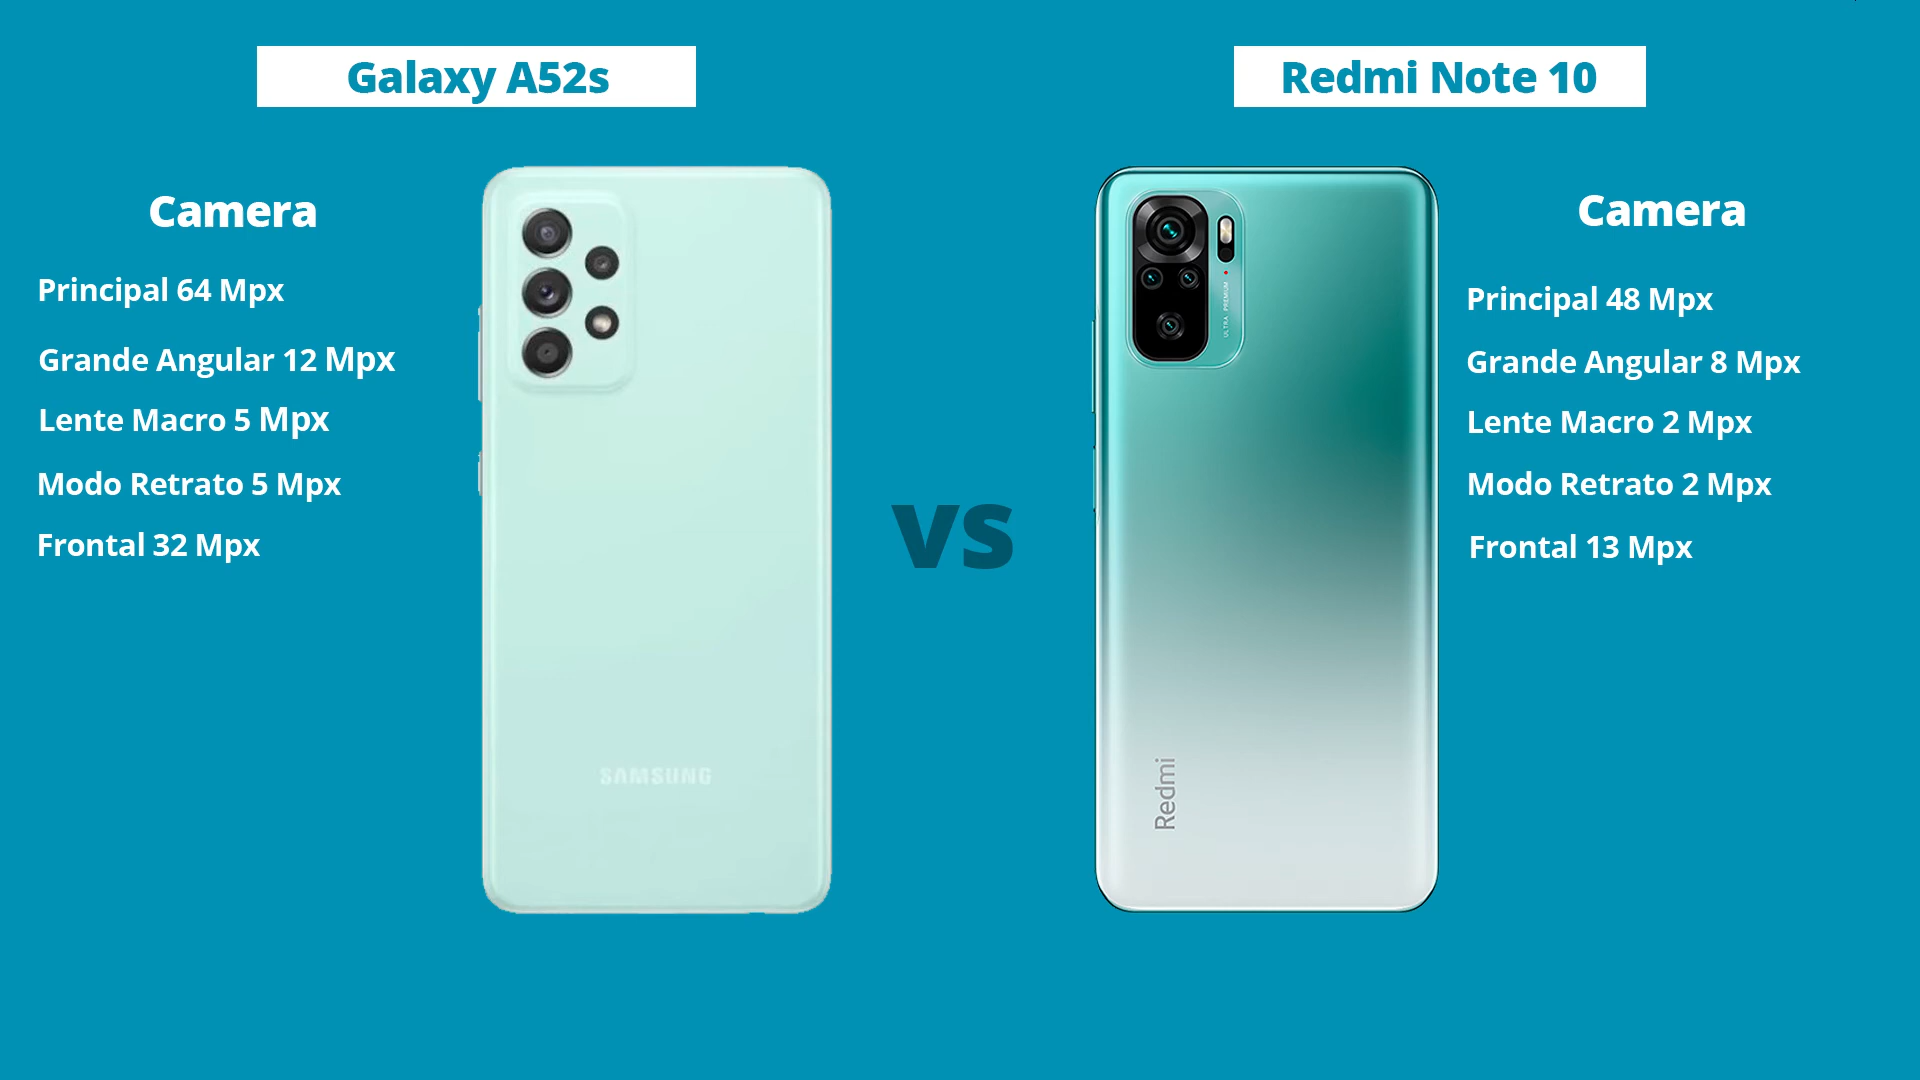 Galaxy A52s
Redmi Note 10
Camera
Principal 64 Mpx
Grande Angular 12 Mpx
Lente Macro 5 Mpx
Modo Retrato 5 Mpx
Frontal 32 Mpx
SAMSUNG
VS
ULTRA PREMIUM
Redmi
Camera
Principal 48 Mpx
Grande Angular 8 Mpx
Lente Macro 2 Mpx
Modo Retrato 2 Mpx
Frontal 13 Mpx